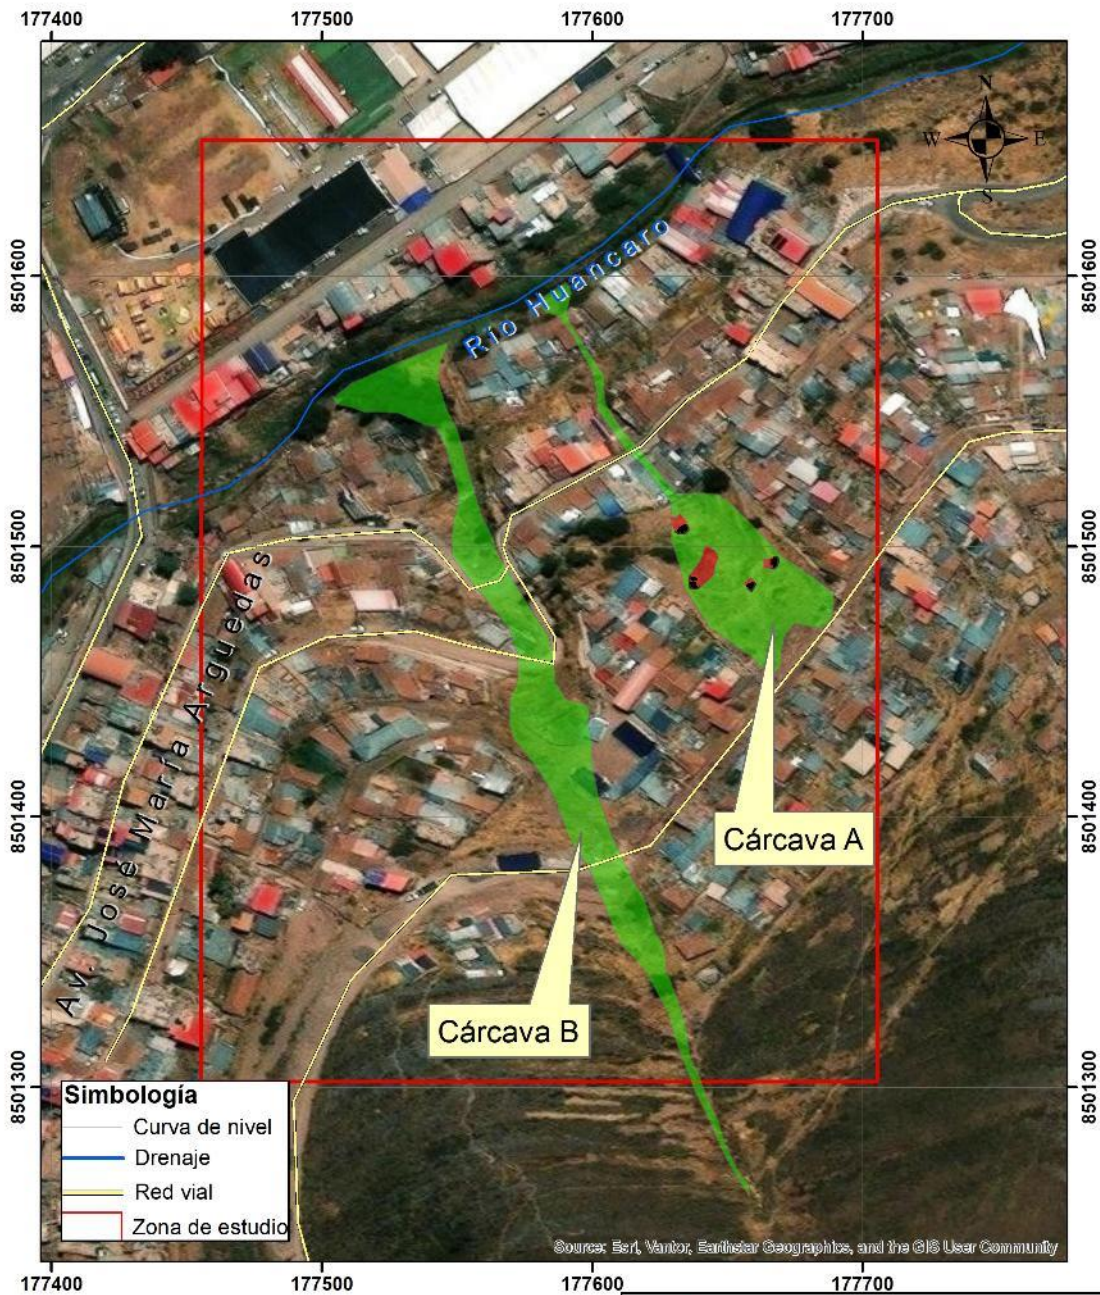 177400 177500 177600 177700
N
W E
S
8501600 8501600
Río Huancaro
8501500 8501500
Av. José María Arguedas
8501400 8501400
Cárcava A
Cárcava B
8501300 8501300
Simbología
Curva de nivel
Drenaje
Red vial
Zona de estudio
Source: Esri, Vantor, Earthstar Geographics, and the GIS User Community
177400 177500 177600 177700